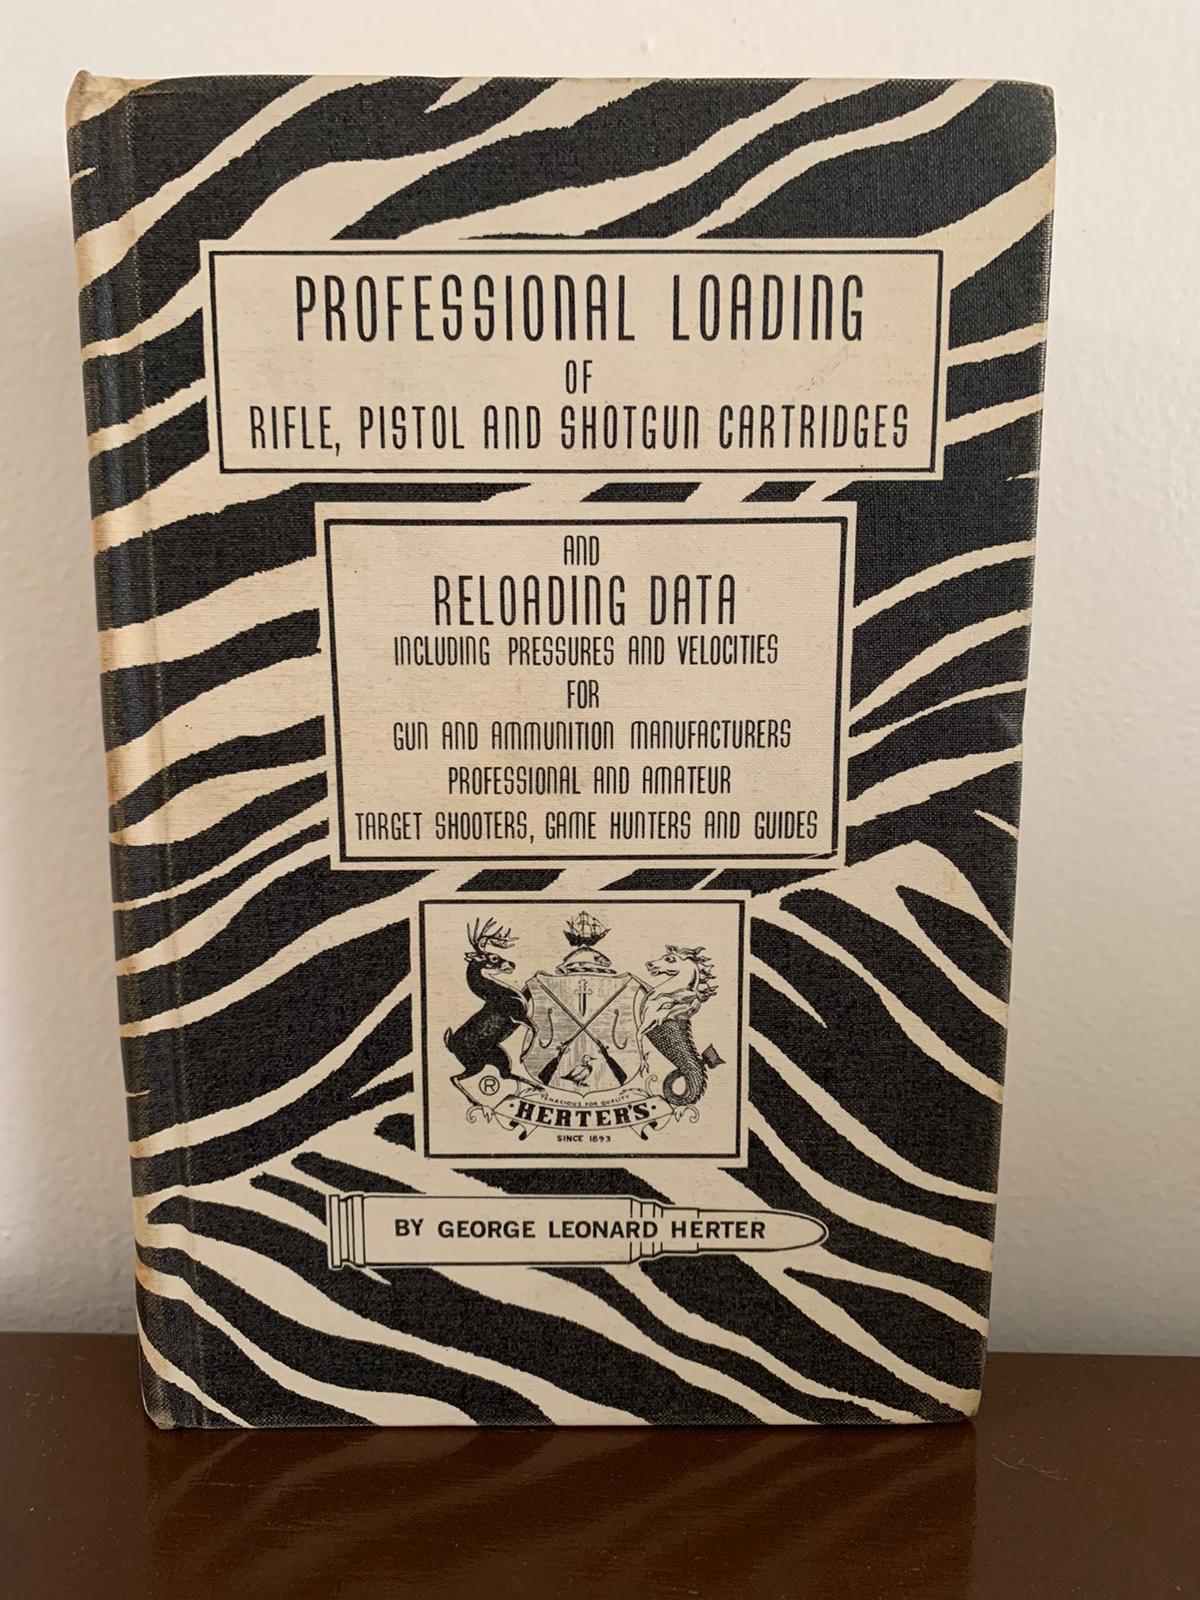 PROFESSIONAL LOADING
OF
RIFLE, PISTOL AND SHOTGUN CARTRIDGES
AND
RELOADING DATA
INCLUDING PRESSURES AND VELOCITIES
FOR
GUN AND AMMUNITION MANUFACTURERS
PROFESSIONAL AND AMATEUR
TARGET SHOOTERS, GAME HUNTERS AND GUIDES
®
TENACIOUS FOR QUALITY
·HERTER'S·
SINCE 1893
BY GEORGE LEONARD HERTER